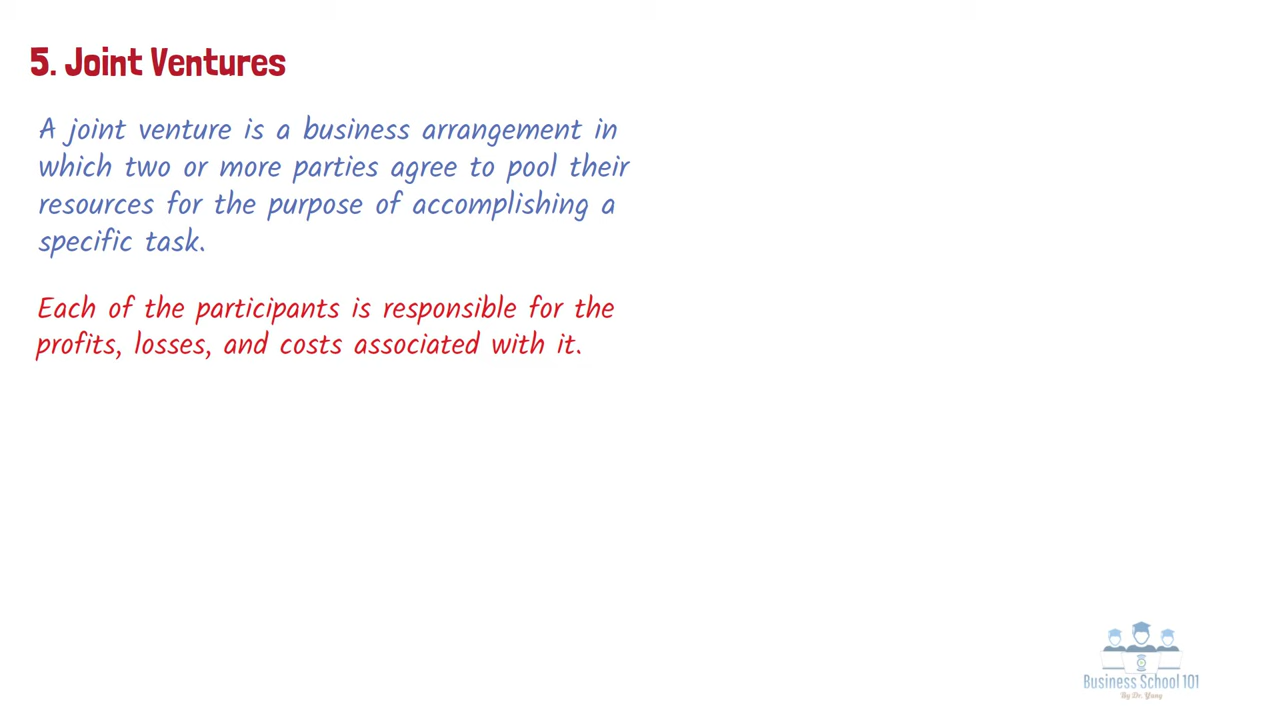 5. Joint Ventures
A joint venture is a business arrangement in
which two or more parties agree to pool their
resources for the purpose of accomplishing a
specific task.
Each of the participants is responsible for the
profits, losses, and costs associated with it.
Business School 101
By Dr. Yang